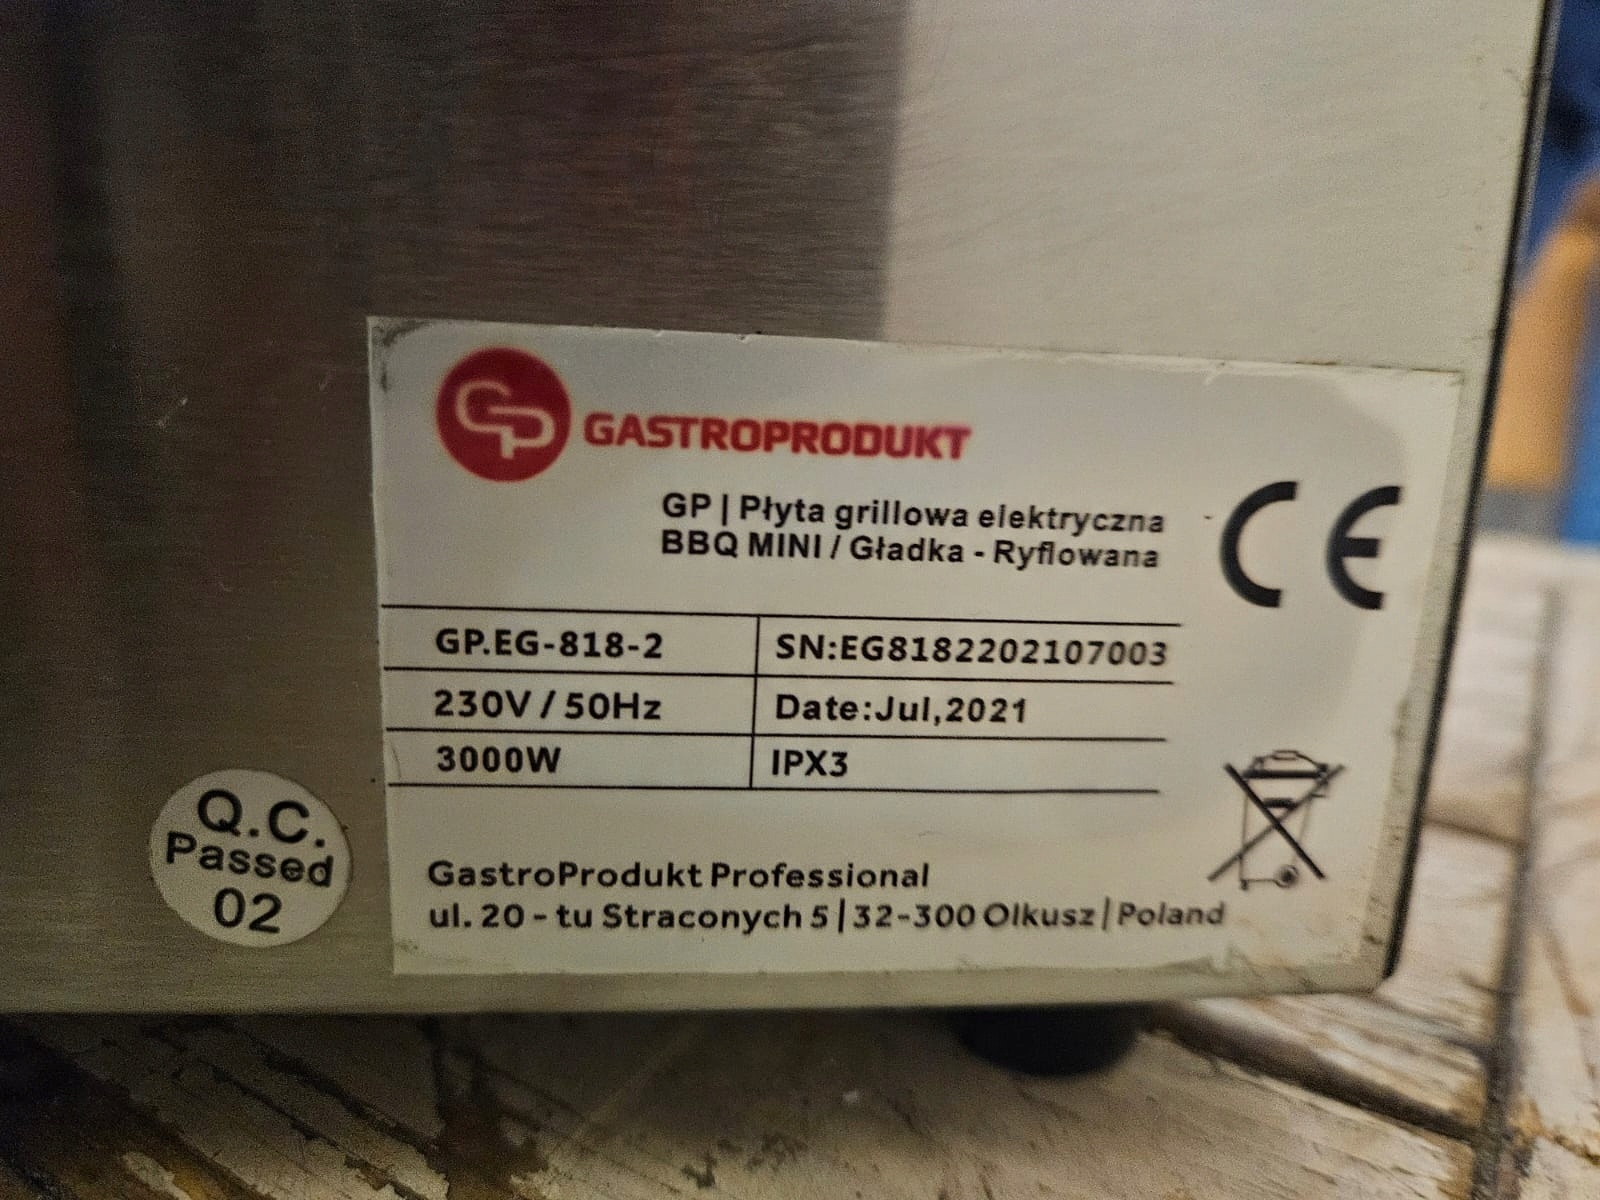 GP GASTROPRODUKT
GP | Płyta grillowa elektryczna
BBQ MINI / Gładka - Ryflowana
CE
GP.EG-818-2 SN:EG8182202107003
230V / 50Hz Date:Jul,2021
3000W IPX3
GastroProdukt Professional
ul. 20 - tu Straconych 5 | 32-300 Olkusz | Poland
Q.C.
Passed
02